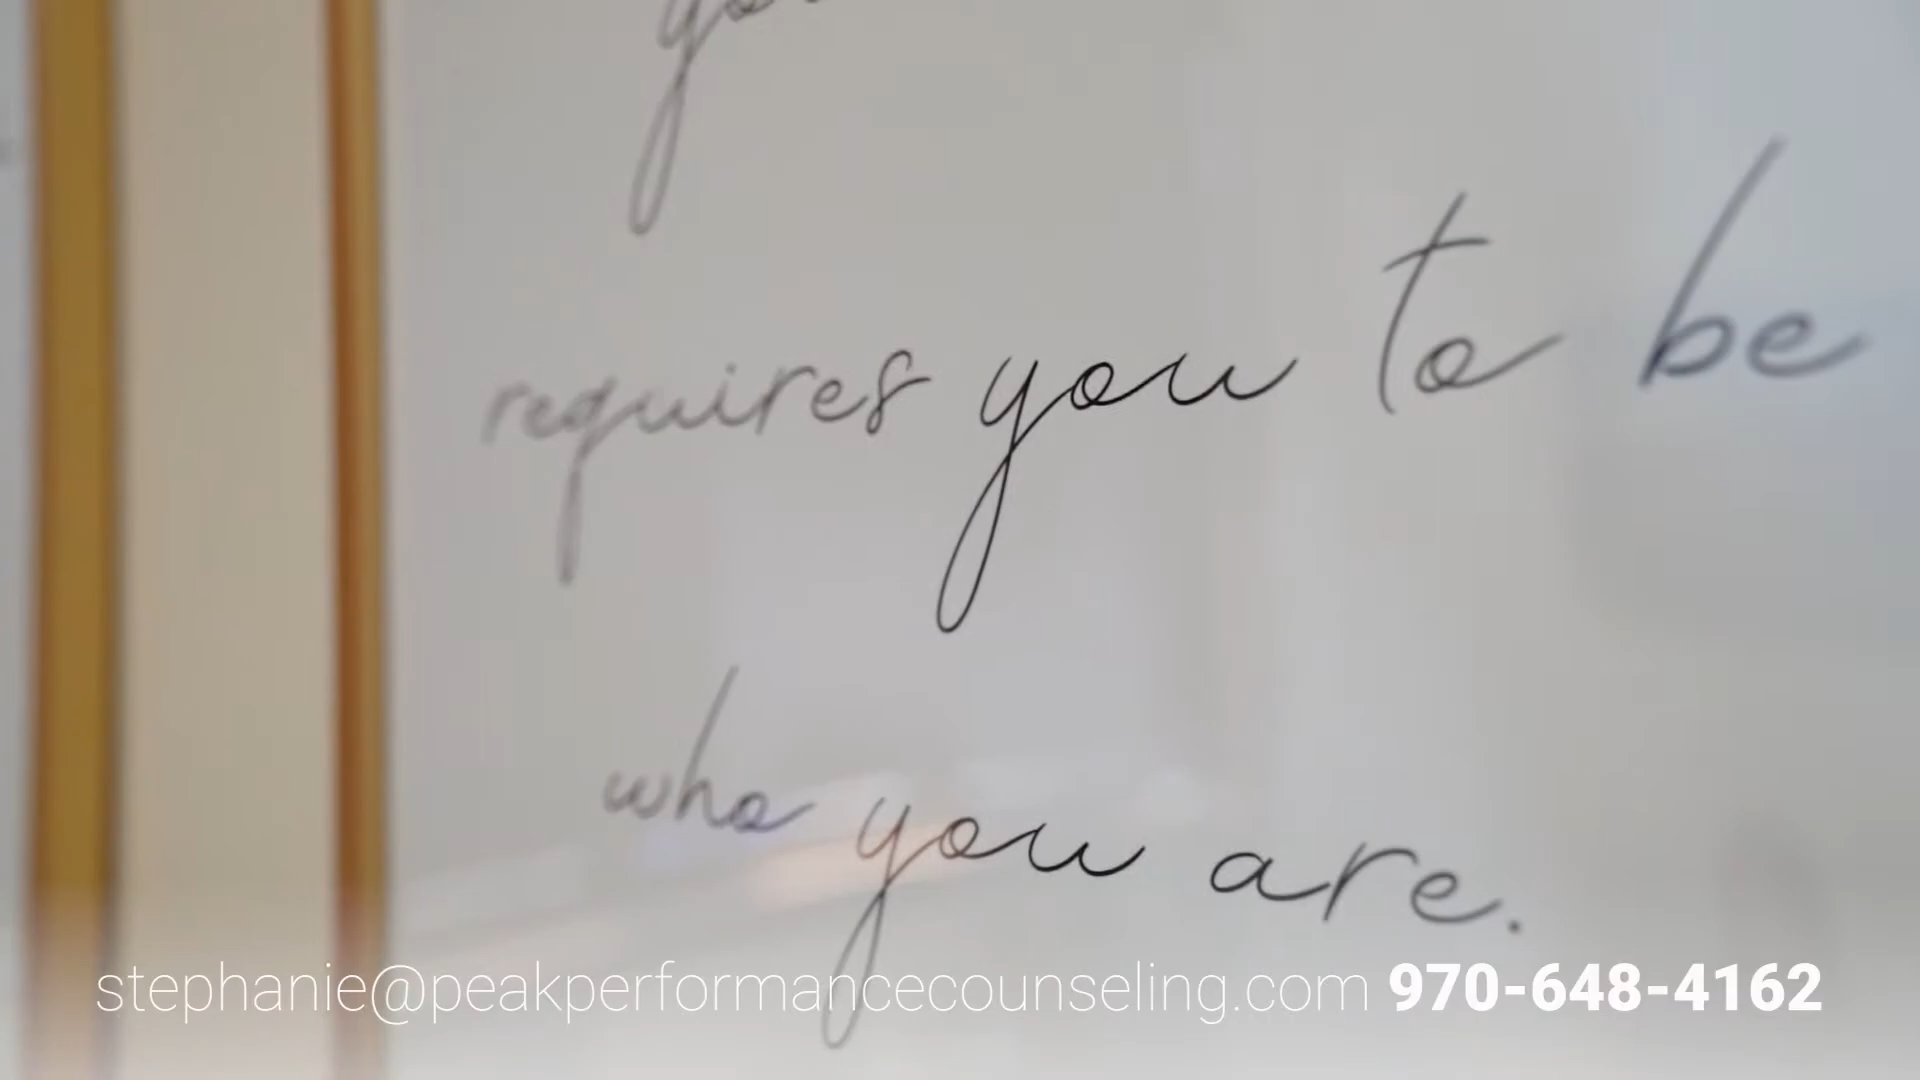 requires you to be
who you are.
stephanie@peakperformancecounseling.com 970-648-4162